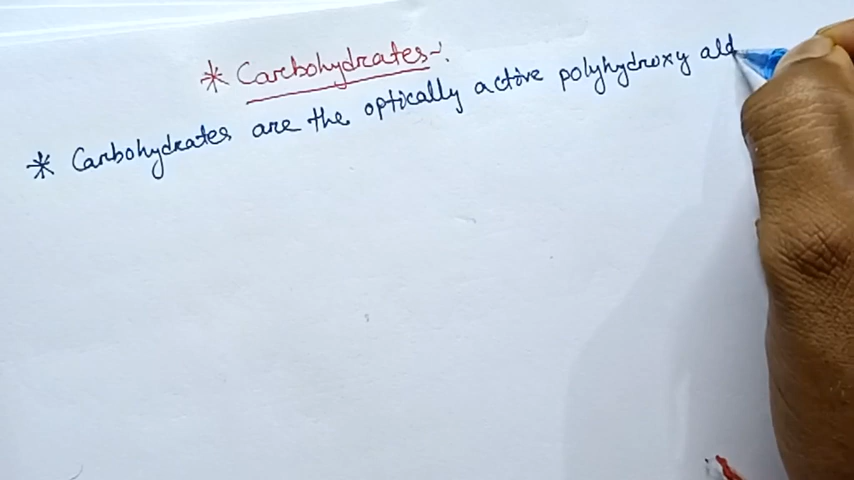 * Carbohydrates:
* Carbohydrates are the optically active polyhydroxy ald